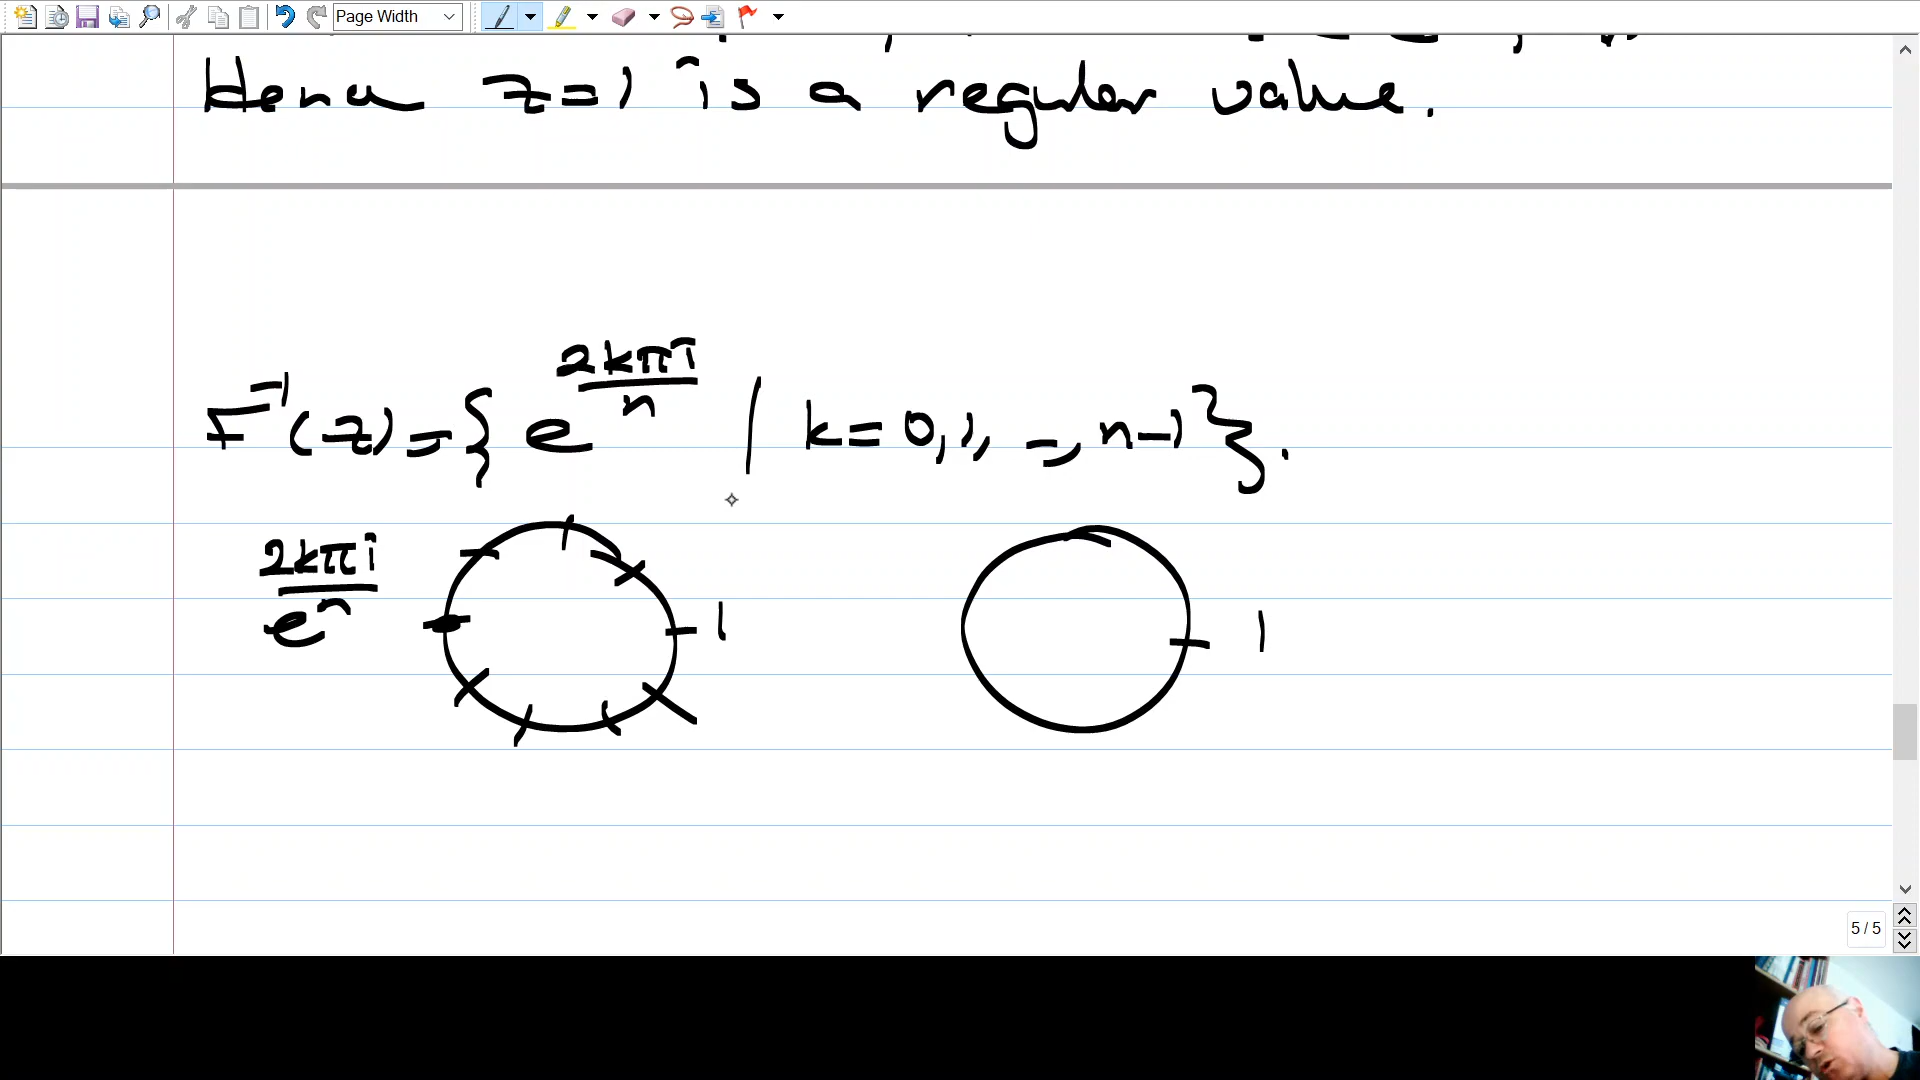 Page Width
Hence z=1 is a regular value.
F⁻¹(z) = { e^{2kπi/n} | k = 0, 1, –, n–1 }.
e^{2kπi/n}
1
1
5 / 5